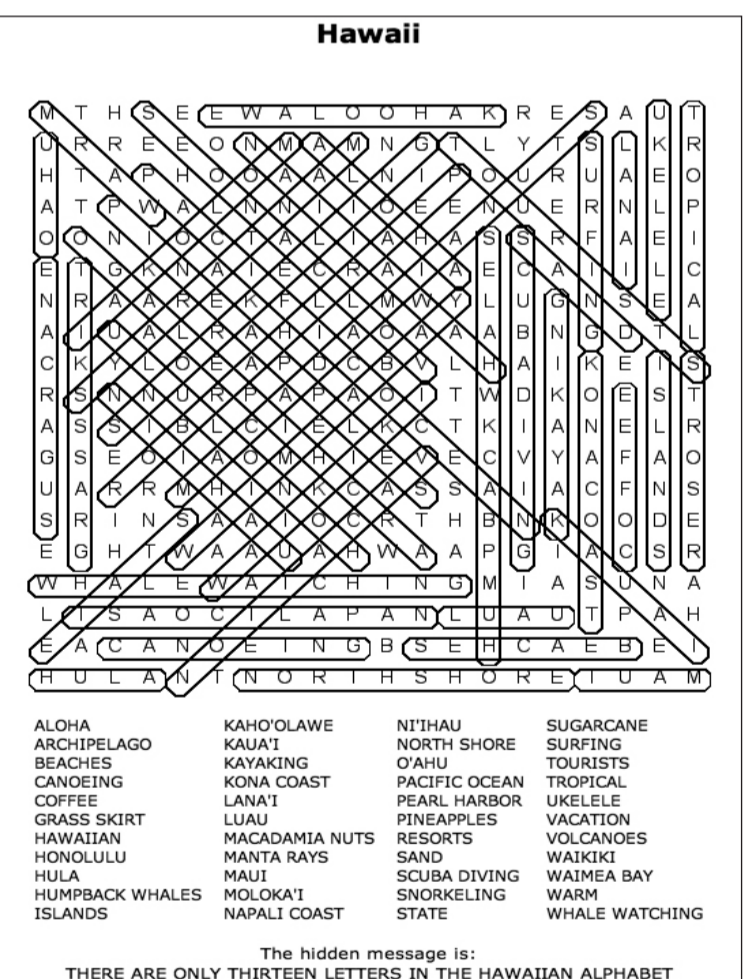 Hawaii
M T H S E E W A L O O H A K R E S A U T
U R R E E O N M A M N G T L Y T S L K R
H T A P H O O A A L N I P O U R U A E O
A T P W A L N N I I O E E N U E R N L P
O O N I O C T A L I A H A S S R F A E I
E T G K N A I E C R A I A E C A I I L C
N R A A R E K F L L M W Y L U G N S E A
A I U A L R A H I A O A A A B N G D T L
C K Y L O E A P D C B V L H A I K E I S
R S N N U R P A P A O I T W D K O E S T
A S S I B L C I E L K C T K I A N E L R
G S E O I A O M H I E V E C V Y A F A O
U A R R M H I N K C A S S A I A C F N S
S R I N S A A I O C R T H B N K O O D E
E G H T W A A U A H W A A P G I A C S R
W H A L E W A T C H I N G M I A S U N A
L T S A O C I L A P A N L U A U T P A H
E A C A N O E I N G B S E H C A E B E I
H U L A N T N O R T H S H O R E I U A M
ALOHA
ARCHIPELAGO
BEACHES
CANOEING
COFFEE
GRASS SKIRT
HAWAIIAN
HONOLULU
HULA
HUMPBACK WHALES
ISLANDS
KAHO'OLAWE
KAUA'I
KAYAKING
KONA COAST
LANA'I
LUAU
MACADAMIA NUTS
MANTA RAYS
MAUI
MOLOKA'I
NAPALI COAST
NI'IHAU
NORTH SHORE
O'AHU
PACIFIC OCEAN
PEARL HARBOR
PINEAPPLES
RESORTS
SAND
SCUBA DIVING
SNORKELING
STATE
SUGARCANE
SURFING
TOURISTS
TROPICAL
UKELELE
VACATION
VOLCANOES
WAIKIKI
WAIMEA BAY
WARM
WHALE WATCHING
The hidden message is:
THERE ARE ONLY THIRTEEN LETTERS IN THE HAWAIIAN ALPHABET